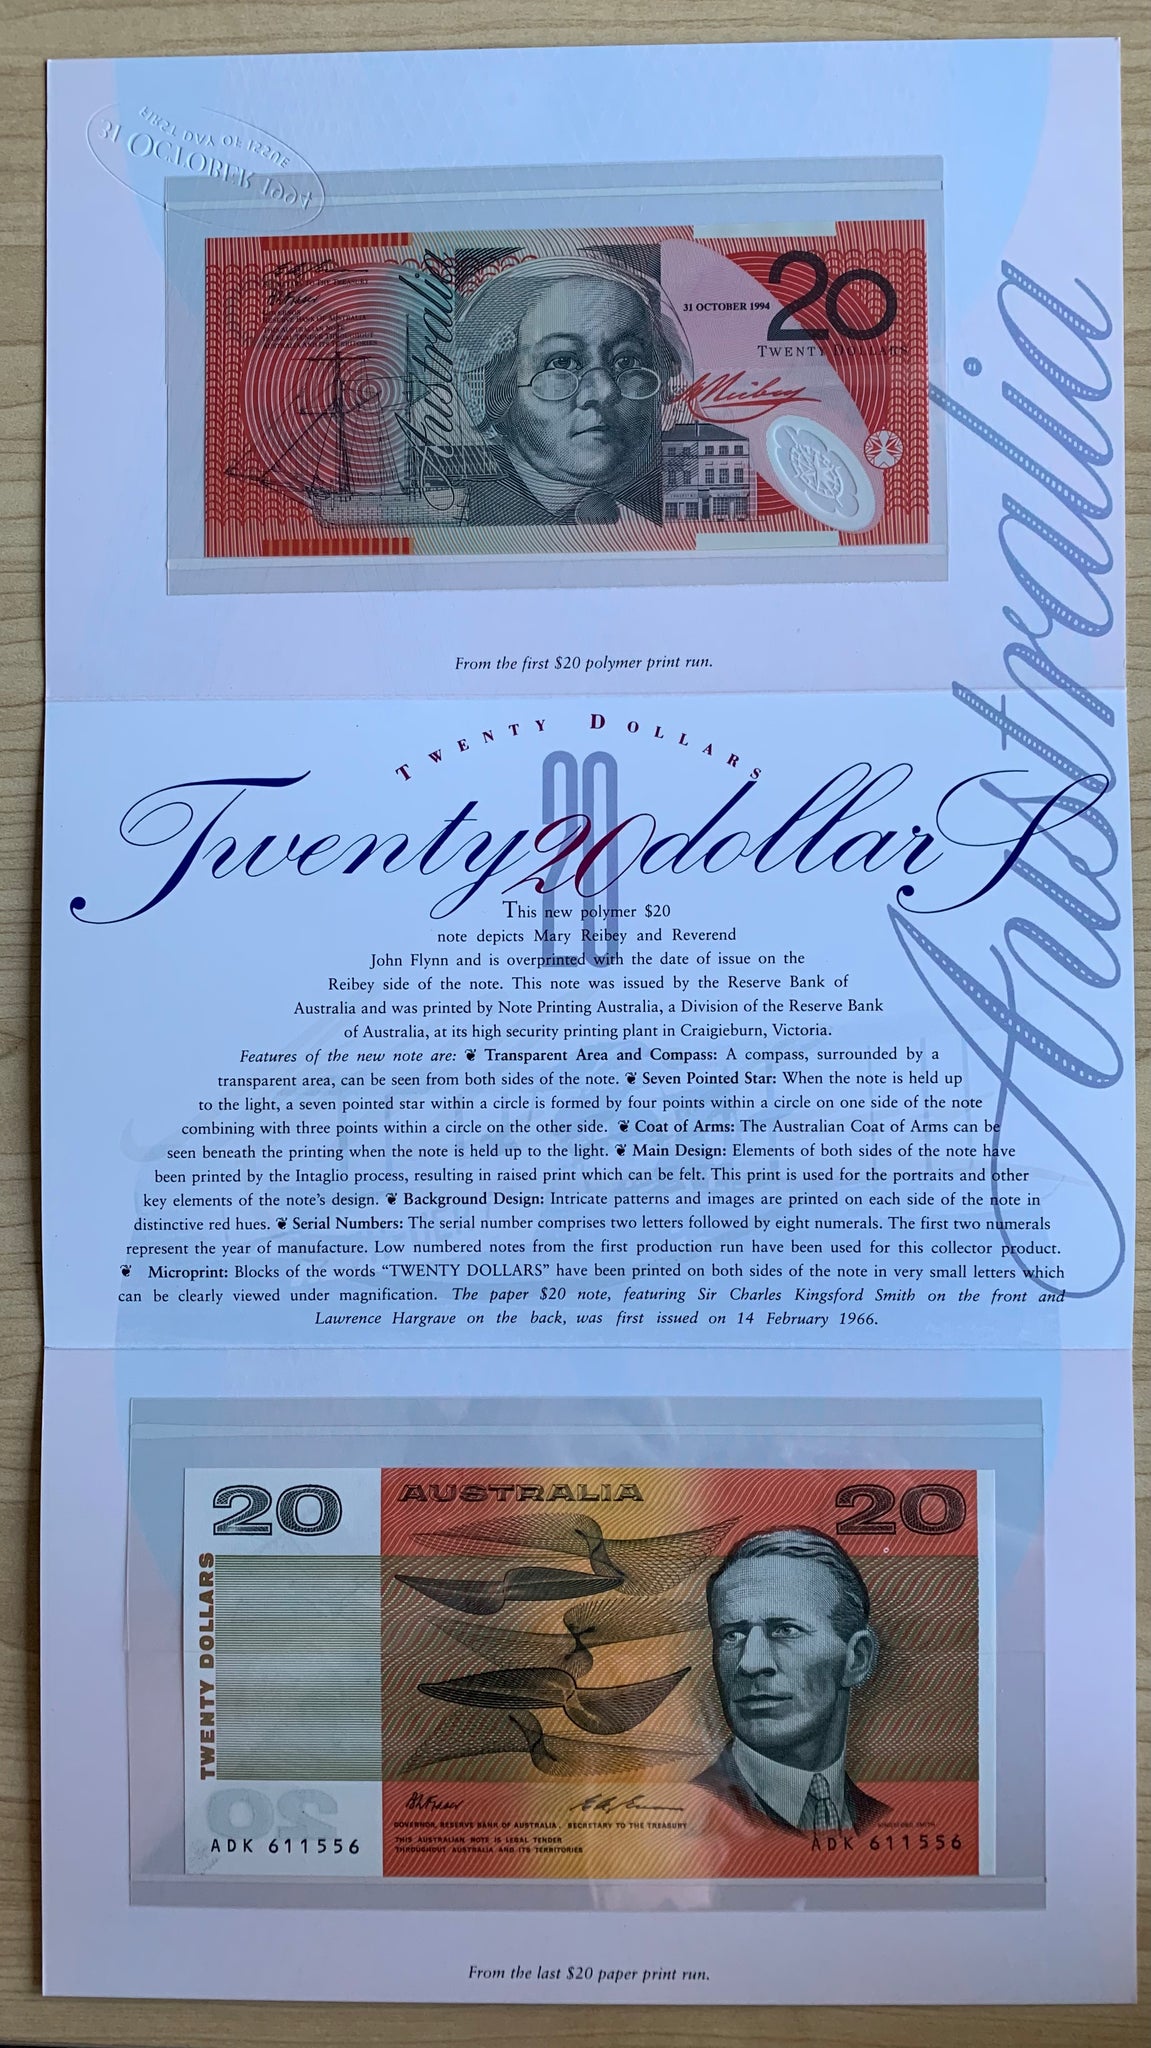 FIRST DAY OF ISSUE
31 OCTOBER 1994
Australia
31 OCTOBER 1994
20
TWENTY DOLLARS
M Reibey
From the first $20 polymer print run.
Australia
TWENTY DOLLARS
20
Twenty 20 dollarS
This new polymer $20
note depicts Mary Reibey and Reverend
John Flynn and is overprinted with the date of issue on the
Reibey side of the note. This note was issued by the Reserve Bank of
Australia and was printed by Note Printing Australia, a Division of the Reserve Bank
of Australia, at its high security printing plant in Craigieburn, Victoria.
Features of the new note are: ❦ Transparent Area and Compass: A compass, surrounded by a
transparent area, can be seen from both sides of the note. ❦ Seven Pointed Star: When the note is held up
to the light, a seven pointed star within a circle is formed by four points within a circle on one side of the note
combining with three points within a circle on the other side. ❦ Coat of Arms: The Australian Coat of Arms can be
seen beneath the printing when the note is held up to the light. ❦ Main Design: Elements of both sides of the note have
been printed by the Intaglio process, resulting in raised print which can be felt. This print is used for the portraits and other
key elements of the note's design. ❦ Background Design: Intricate patterns and images are printed on each side of the note in
distinctive red hues. ❦ Serial Numbers: The serial number comprises two letters followed by eight numerals. The first two numerals
represent the year of manufacture. Low numbered notes from the first production run have been used for this collector product.
❦ Microprint: Blocks of the words “TWENTY DOLLARS” have been printed on both sides of the note in very small letters which
can be clearly viewed under magnification. The paper $20 note, featuring Sir Charles Kingsford Smith on the front and
Lawrence Hargrave on the back, was first issued on 14 February 1966.
20
AUSTRALIA
20
TWENTY DOLLARS
GOVERNOR, RESERVE BANK OF AUSTRALIA. SECRETARY TO THE TREASURY
THIS AUSTRALIAN NOTE IS LEGAL TENDER
THROUGHOUT AUSTRALIA AND ITS TERRITORIES
KINGSFORD SMITH
20
ADK 611556
ADK 611556
From the last $20 paper print run.